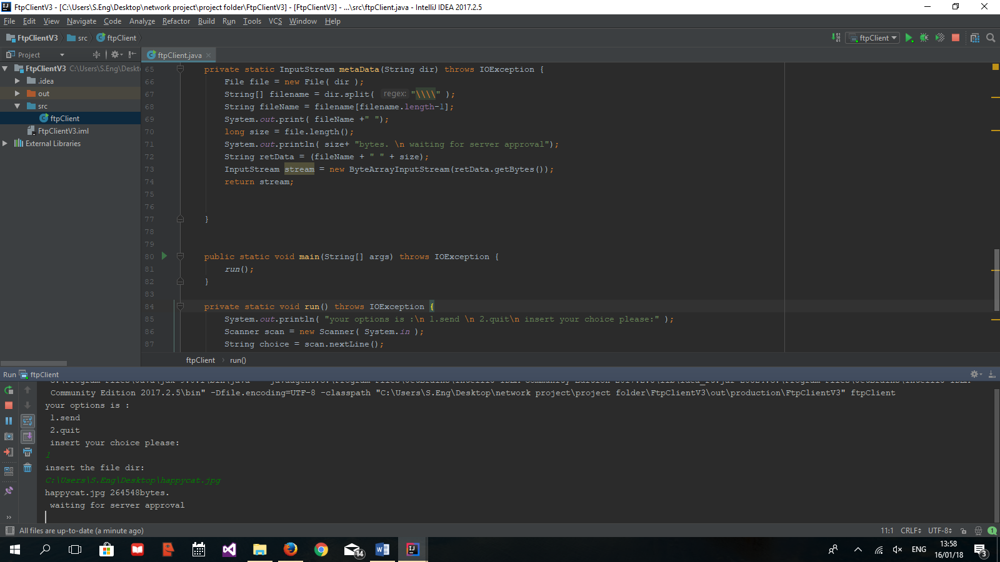 FtpClientV3 - [C:\Users\S.Eng\Desktop\network project\project folder\FtpClientV3] - [FtpClientV3] - ...\src\ftpClient.java - IntelliJ IDEA 2017.2.5
File Edit View Navigate Code Analyze Refactor Build Run Tools VCS Window Help
FtpClientV3 src ftpClient ftpClient
Project ftpClient.java
FtpClientV3 C:\Users\S.Eng\Deskt
.idea
out
src
ftpClient
FtpClientV3.iml
External Libraries
65 private static InputStream metaData(String dir) throws IOException {
66 File file = new File( dir );
67 String[] filename = dir.split( regex: "\\\\" );
68 String fileName = filename[filename.length-1];
69 System.out.print( fileName +" ");
70 long size = file.length();
71 System.out.println( size+ "bytes. \n waiting for server approval");
72 String retData = (fileName + " " + size);
73 InputStream stream = new ByteArrayInputStream(retData.getBytes());
74 return stream;
75
76
77 }
78
79
80 public static void main(String[] args) throws IOException {
81 run();
82 }
83
84 private static void run() throws IOException {
85 System.out.println( "your options is :\n 1.send \n 2.quit\n insert your choice please:" );
86 Scanner scan = new Scanner( System.in );
87 String choice = scan.nextLine();
ftpClient run()
Run ftpClient
Community Edition 2017.2.5\bin" -Dfile.encoding=UTF-8 -classpath "C:\Users\S.Eng\Desktop\network project\project folder\FtpClientV3\out\production\FtpClientV3" ftpClient
your options is :
1.send
2.quit
insert your choice please:
1
insert the file dir:
C:\Users\S.Eng\Desktop\happycat.jpg
happycat.jpg 264548bytes.
waiting for server approval
All files are up-to-date (a minute ago) 11:1 CRLF UTF-8 1
14 ENG 13:58
16/01/18 3